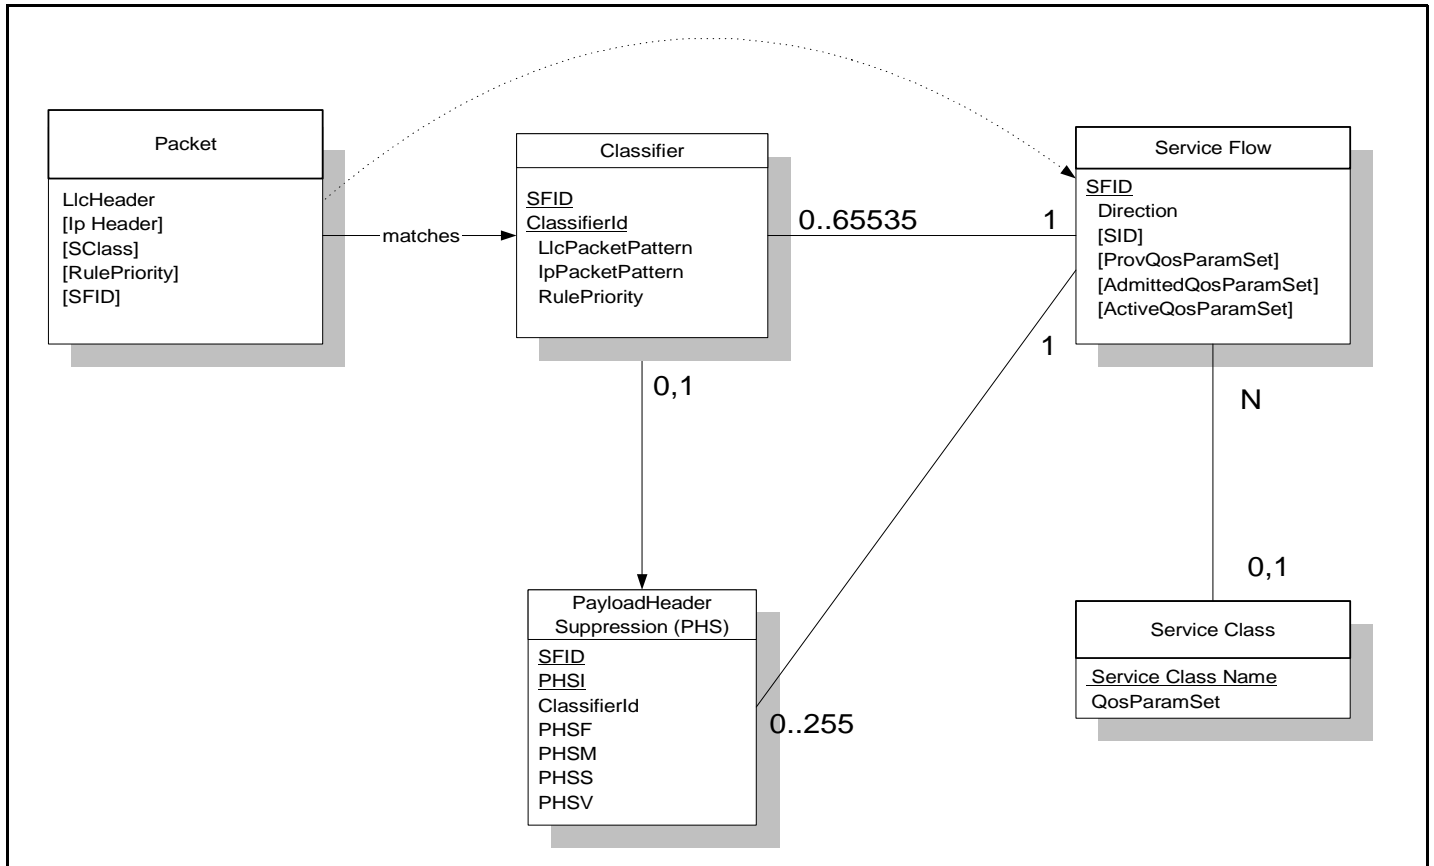 Packet
LlcHeader
[Ip Header]
[SClass]
[RulePriority]
[SFID]
matches
Classifier
SFID
ClassifierId
LlcPacketPattern
IpPacketPattern
RulePriority
0..65535
1
Service Flow
SFID
Direction
[SID]
[ProvQosParamSet]
[AdmittedQosParamSet]
[ActiveQosParamSet]
0,1
1
N
0,1
PayloadHeader
Suppression (PHS)
SFID
PHSI
ClassifierId
PHSF
PHSM
PHSS
PHSV
0..255
Service Class
Service Class Name
QosParamSet